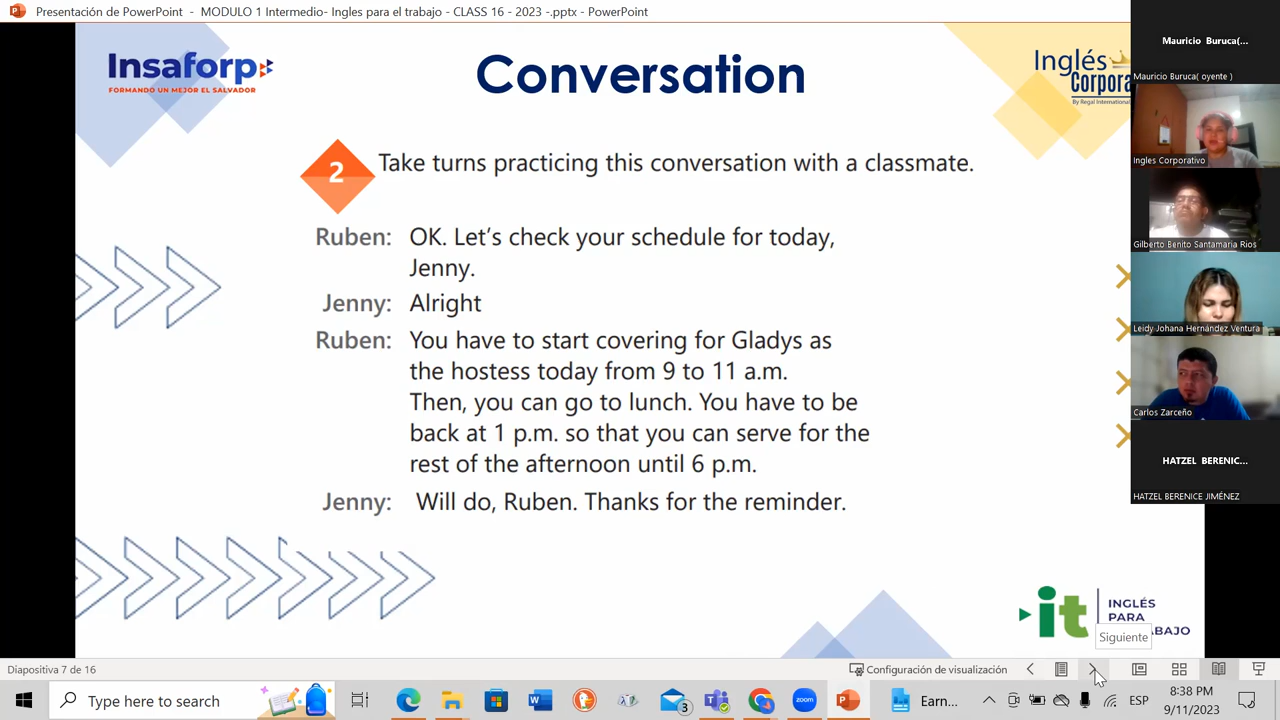 Presentación de PowerPoint - MODULO 1 Intermedio- Ingles para el trabajo - CLASS 16 - 2023 -.pptx - PowerPoint
Insaforp
FORMANDO UN MEJOR EL SALVADOR
Conversation
Inglés
Corpora
By Regal International
2
Take turns practicing this conversation with a classmate.
Ruben: OK. Let's check your schedule for today,
Jenny.
Jenny: Alright
Ruben: You have to start covering for Gladys as
the hostess today from 9 to 11 a.m.
Then, you can go to lunch. You have to be
back at 1 p.m. so that you can serve for the
rest of the afternoon until 6 p.m.
Jenny: Will do, Ruben. Thanks for the reminder.
Mauricio Buruca(...
Mauricio Buruca( oyente )
Ingles Corporativo
Gilberto Benito Santamaria Rios
Leidy Johana Hernández Ventura
Carlos Zarceño
HATZEL BERENIC...
HATZEL BERENICE JIMÉNEZ
it
INGLÉS
PARA
ABAJO
Siguiente
Diapositiva 7 de 16
Configuración de visualización
Type here to search
3
zoom
Earn...
ESP
8:38 PM
9/11/2023